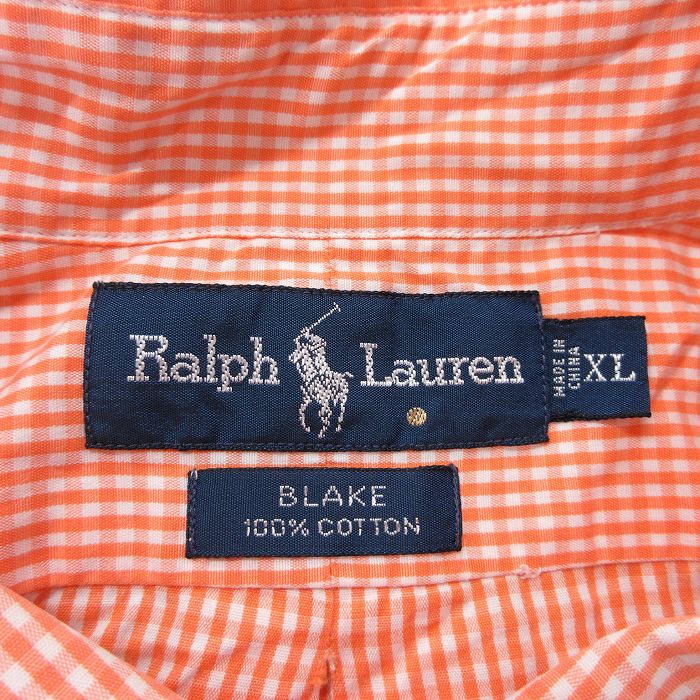 Ralph Lauren
MADE IN
CHINA
XL
BLAKE
100% COTTON